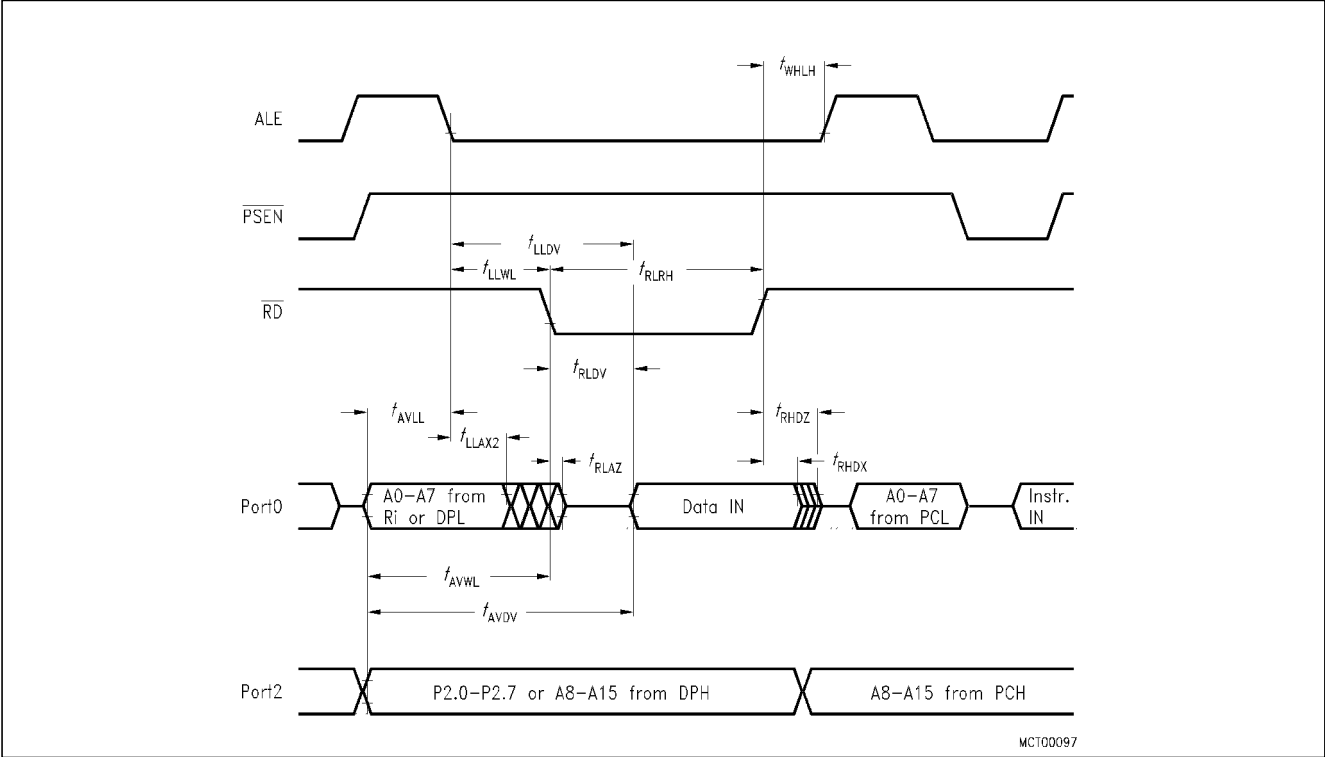 tWHLH
ALE
PSEN
tLLDV
tLLWL
tRLRH
RD
tRLDV
tAVLL
tRHDZ
tLLAX2
tRLAZ
tRHDX
Port0
A0-A7 from
Ri or DPL
Data IN
A0-A7
from PCL
Instr.
IN
tAVWL
tAVDV
Port2
P2.0-P2.7 or A8-A15 from DPH
A8-A15 from PCH
MCT00097